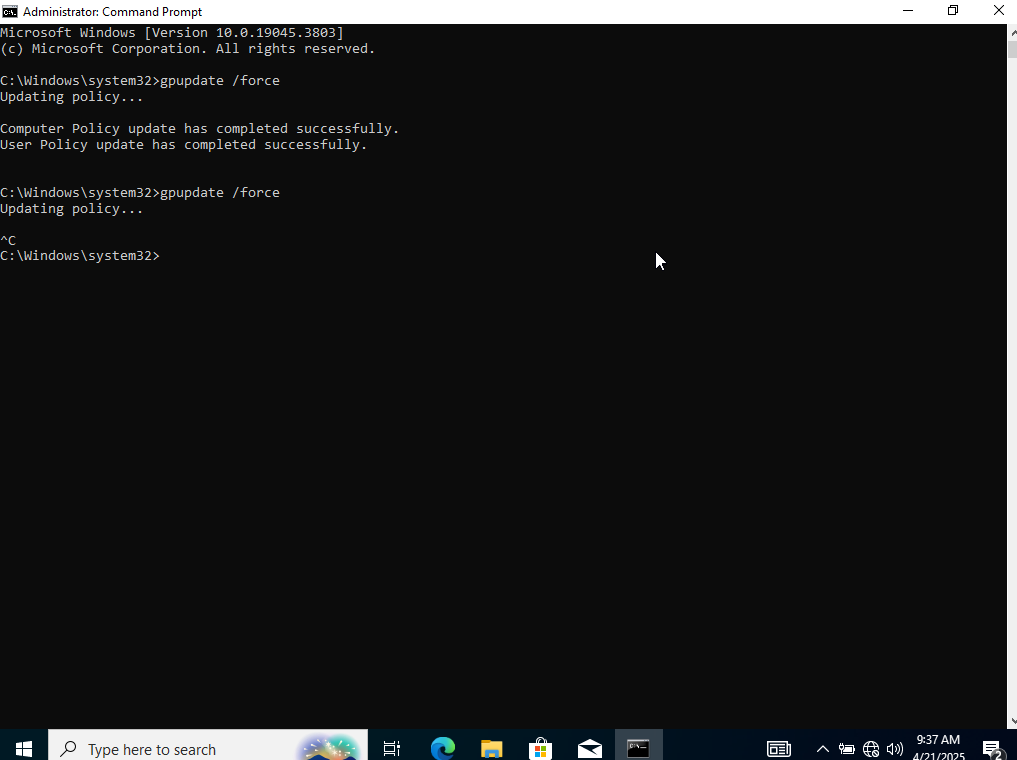 Administrator: Command Prompt
Microsoft Windows [Version 10.0.19045.3803]
(c) Microsoft Corporation. All rights reserved.
C:\Windows\system32>gpupdate /force
Updating policy...
Computer Policy update has completed successfully.
User Policy update has completed successfully.
C:\Windows\system32>gpupdate /force
Updating policy...
^C
C:\Windows\system32>
Type here to search
9:37 AM
4/21/2025
2